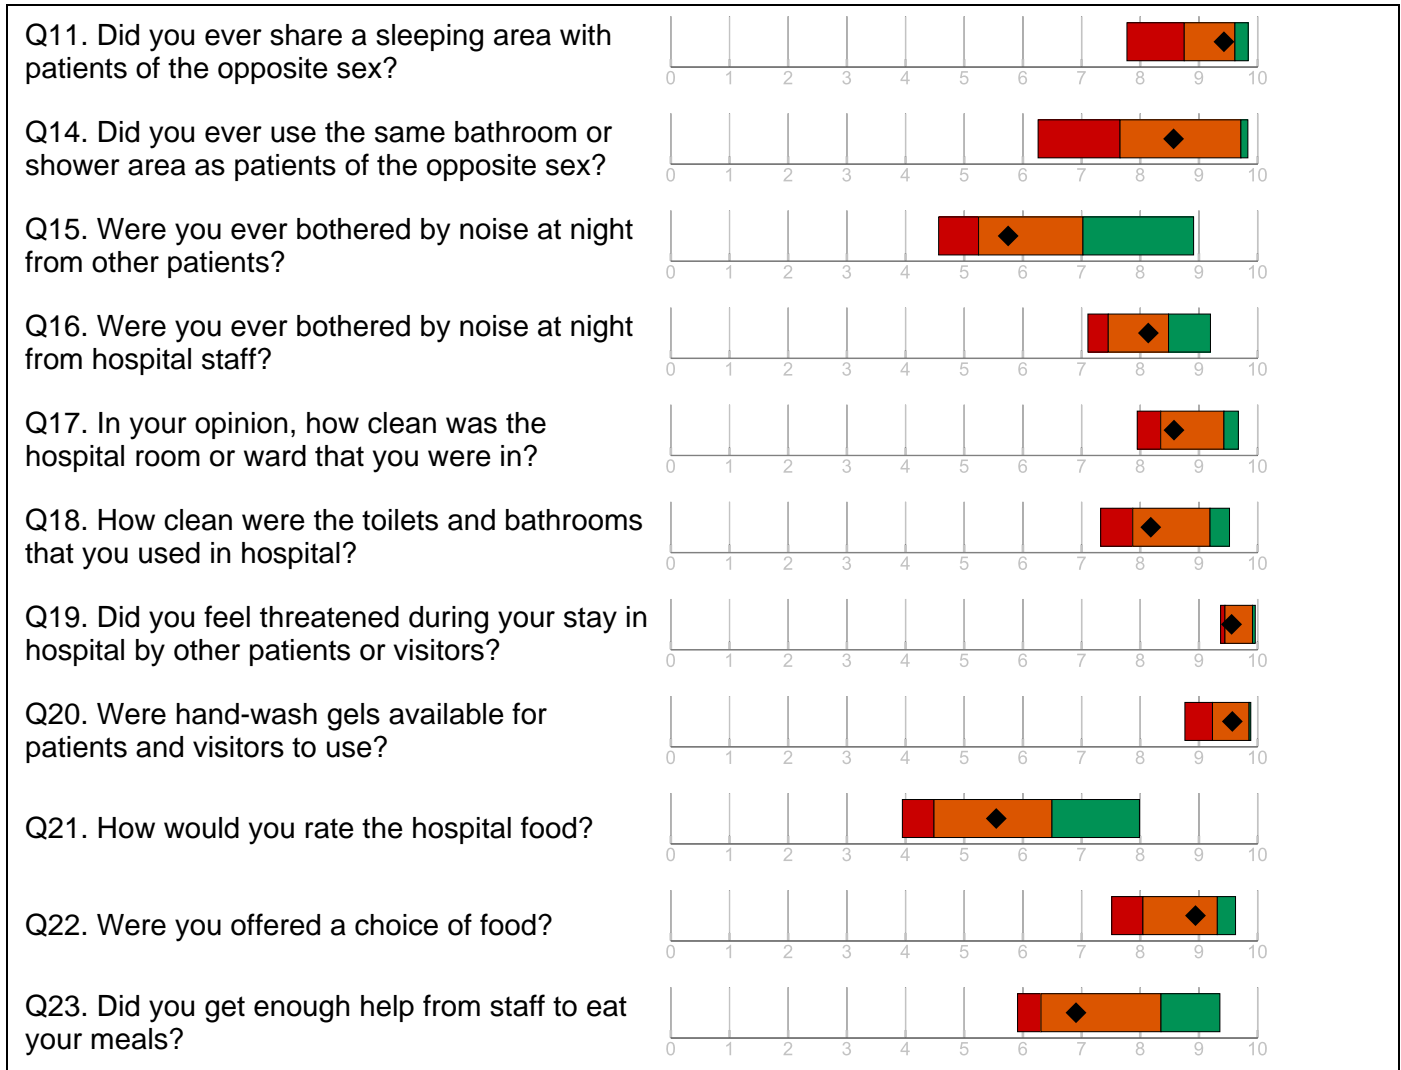 Q11. Did you ever share a sleeping area with
patients of the opposite sex?
0 1 2 3 4 5 6 7 8 9 10
Q14. Did you ever use the same bathroom or
shower area as patients of the opposite sex?
0 1 2 3 4 5 6 7 8 9 10
Q15. Were you ever bothered by noise at night
from other patients?
0 1 2 3 4 5 6 7 8 9 10
Q16. Were you ever bothered by noise at night
from hospital staff?
0 1 2 3 4 5 6 7 8 9 10
Q17. In your opinion, how clean was the
hospital room or ward that you were in?
0 1 2 3 4 5 6 7 8 9 10
Q18. How clean were the toilets and bathrooms
that you used in hospital?
0 1 2 3 4 5 6 7 8 9 10
Q19. Did you feel threatened during your stay in
hospital by other patients or visitors?
0 1 2 3 4 5 6 7 8 9 10
Q20. Were hand-wash gels available for
patients and visitors to use?
0 1 2 3 4 5 6 7 8 9 10
Q21. How would you rate the hospital food?
0 1 2 3 4 5 6 7 8 9 10
Q22. Were you offered a choice of food?
0 1 2 3 4 5 6 7 8 9 10
Q23. Did you get enough help from staff to eat
your meals?
0 1 2 3 4 5 6 7 8 9 10